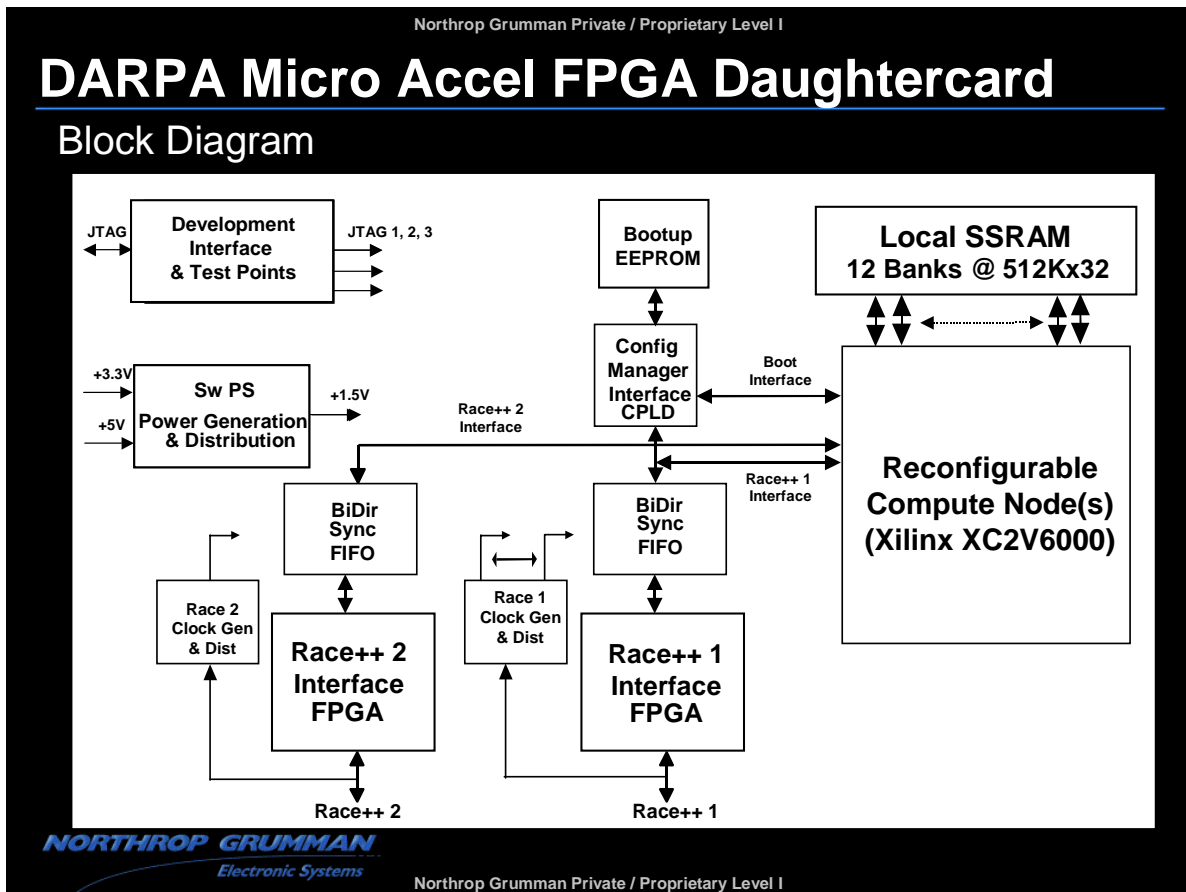 Northrop Grumman Private / Proprietary Level I
DARPA Micro Accel FPGA Daughtercard
Block Diagram
JTAG
Development
Interface
& Test Points
JTAG 1, 2, 3
Bootup
EEPROM
Local SSRAM
12 Banks @ 512Kx32
+3.3V
+5V
Sw PS
Power Generation
& Distribution
+1.5V
Config
Manager
Interface
CPLD
Boot
Interface
Race++ 2
Interface
Race++ 1
Interface
Reconfigurable
Compute Node(s)
(Xilinx XC2V6000)
BiDir
Sync
FIFO
BiDir
Sync
FIFO
Race 2
Clock Gen
& Dist
Race++ 2
Interface
FPGA
Race 1
Clock Gen
& Dist
Race++ 1
Interface
FPGA
Race++ 2
Race++ 1
NORTHROP GRUMMAN
Electronic Systems
Northrop Grumman Private / Proprietary Level I